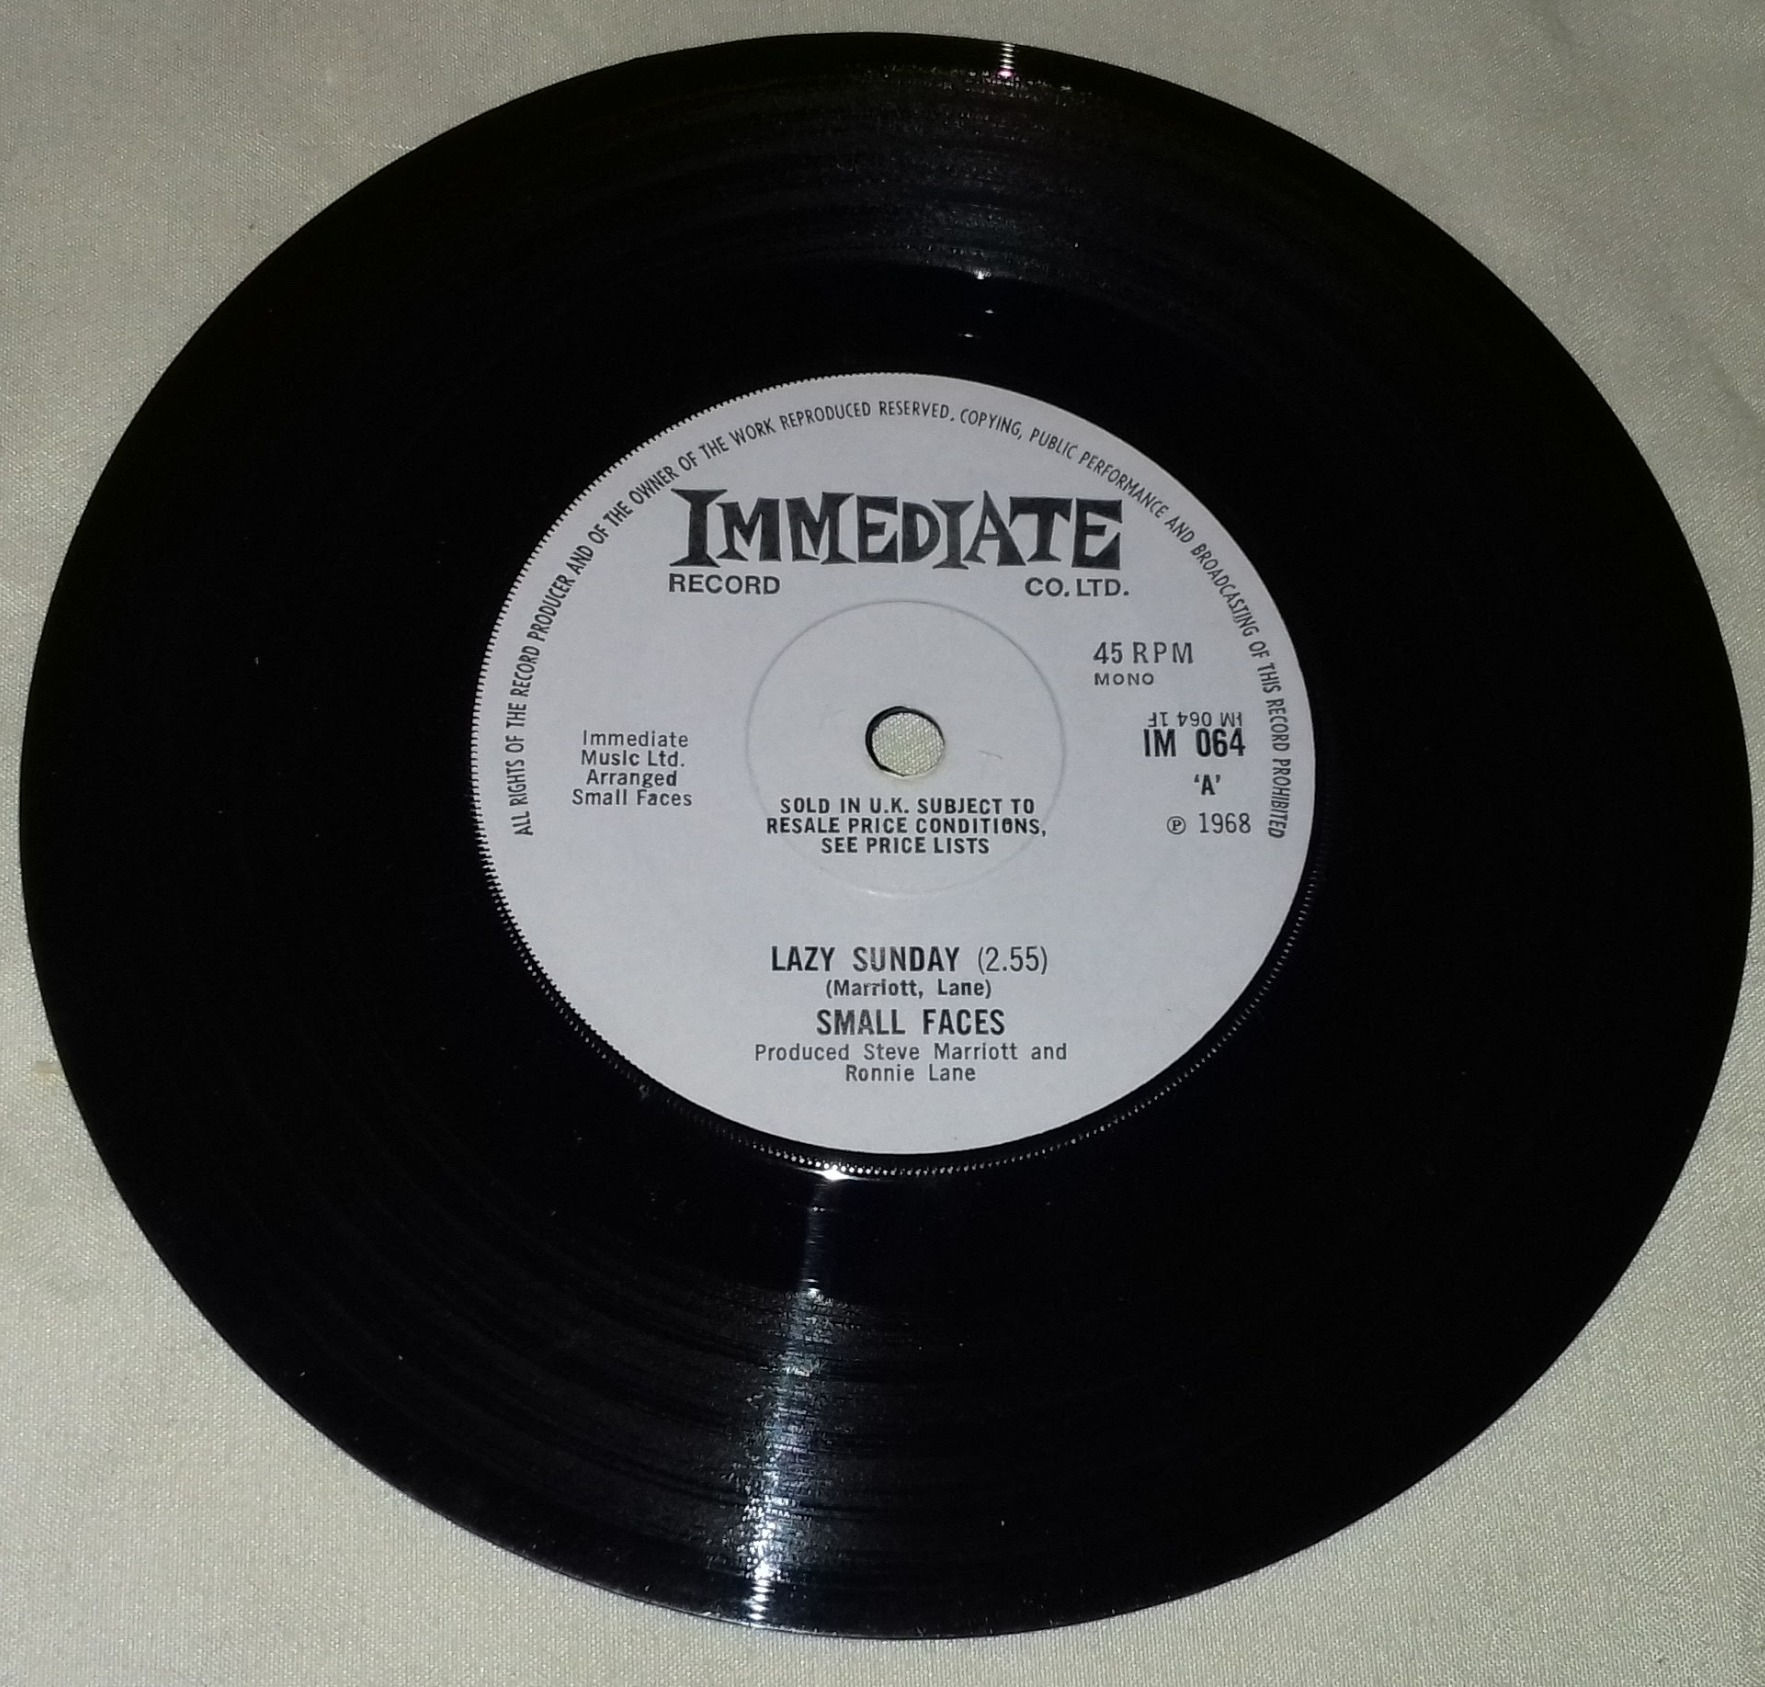 ALL RIGHTS OF THE RECORD PRODUCER AND OF THE OWNER OF THE WORK REPRODUCED RESERVED. COPYING, PUBLIC PERFORMANCE AND BROADCASTING OF THIS RECORD PROHIBITED
IMMEDIATE
RECORD CO. LTD.
45 RPM
MONO
IM 064 1F
IM 064
'A'
℗ 1968
Immediate
Music Ltd.
Arranged
Small Faces
SOLD IN U.K. SUBJECT TO
RESALE PRICE CONDITIONS,
SEE PRICE LISTS
LAZY SUNDAY (2.55)
(Marriott, Lane)
SMALL FACES
Produced Steve Marriott and
Ronnie Lane